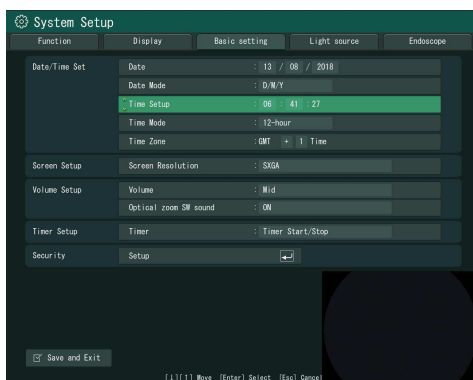 System Setup
Function Display Basic setting Light source Endoscope
Date/Time Set Date : 13 / 08 / 2018
Date Mode : D/M/Y
Time Setup : 06 : 41 : 27
Time Mode : 12-hour
Time Zone :GMT + 1 Time
Screen Setup Screen Resolution : SXGA
Volume Setup Volume : Mid
Optical zoom SW sound : ON
Timer Setup Timer : Timer Start/Stop
Security Setup
Save and Exit
[↓][↑] Move [Enter] Select [Esc] Cancel